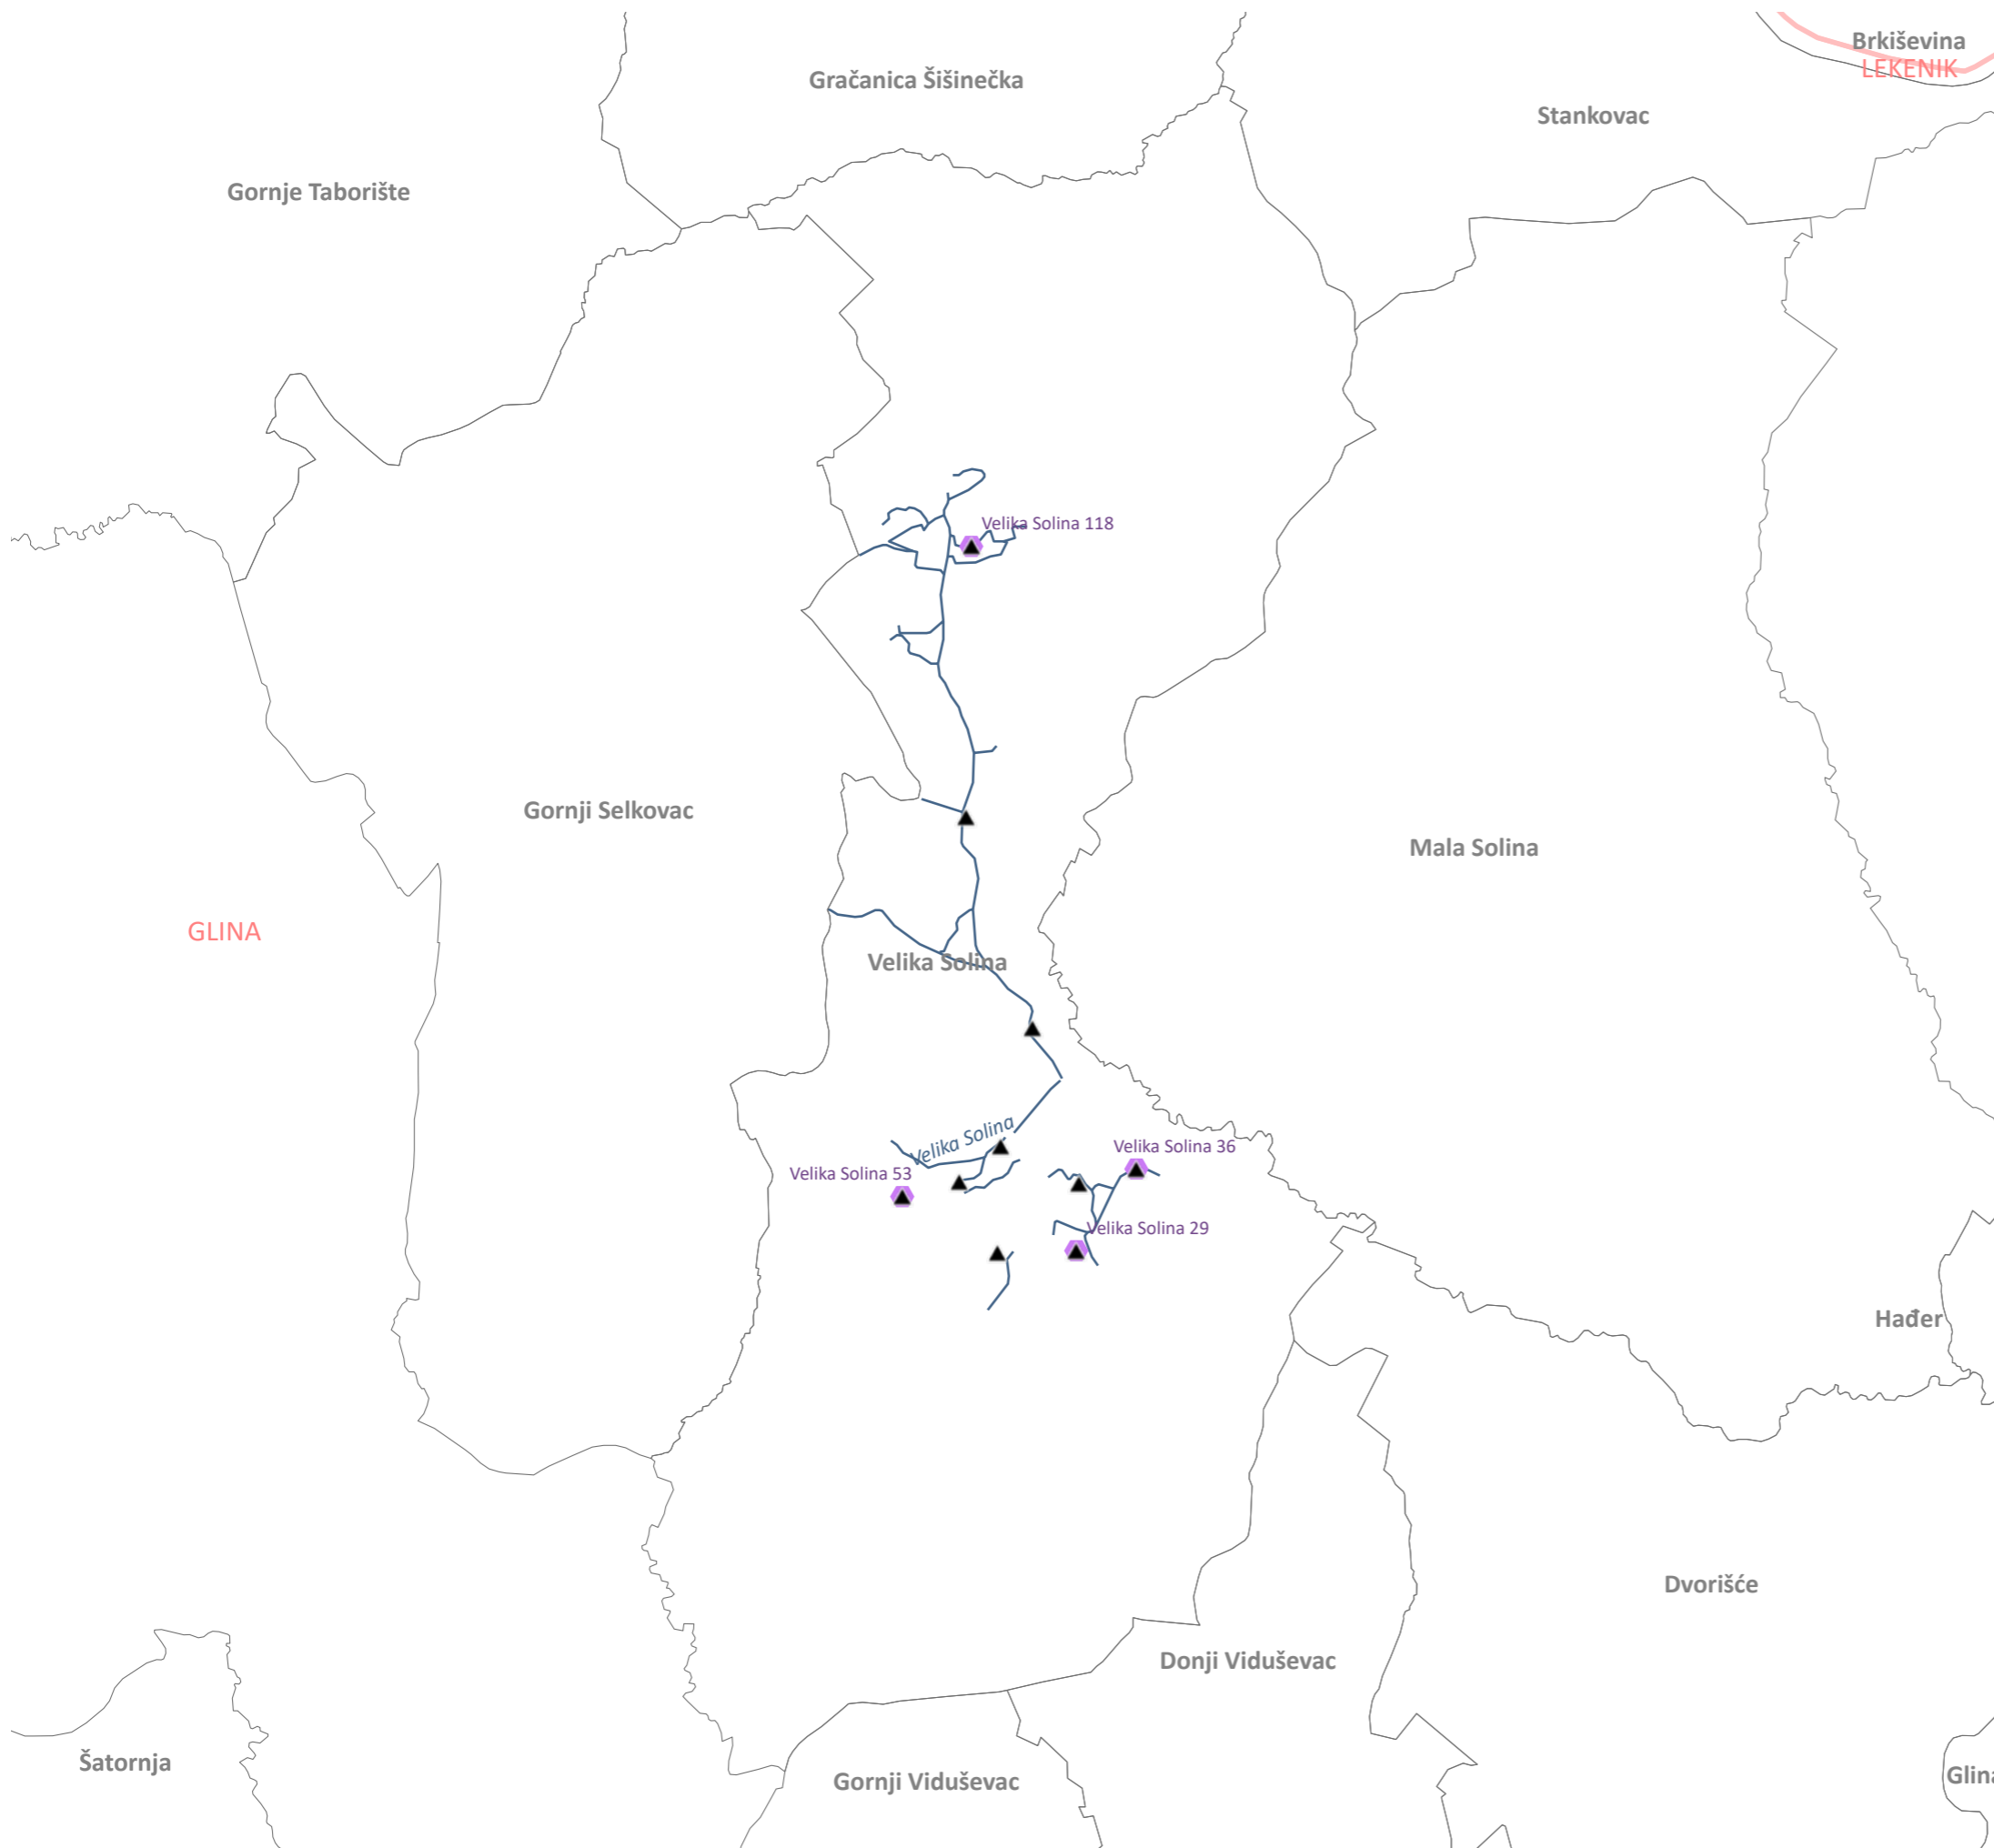 Brkiševina
LEKENIK
Gračanica Šišinečka
Stankovac
Gornje Taborište
Velika Solina 118
Gornji Selkovac
Mala Solina
GLINA
Velika Solina
Velika Solina
Velika Solina 36
Velika Solina 53
Velika Solina 29
Hađer
Dvorišće
Donji Viduševac
Šatornja
Gornji Viduševac
Glina